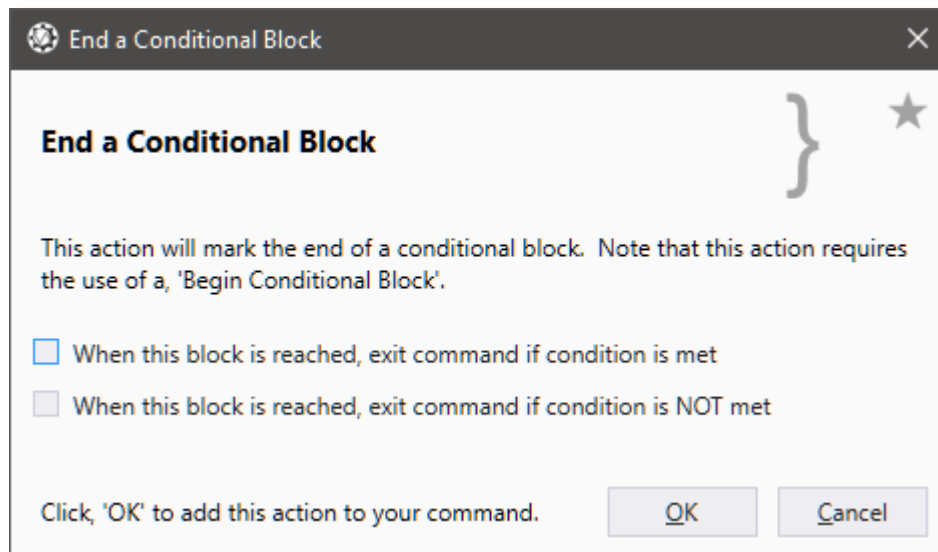 End a Conditional Block
End a Conditional Block
}
This action will mark the end of a conditional block.  Note that this action requires
the use of a, 'Begin Conditional Block'.
When this block is reached, exit command if condition is met
When this block is reached, exit command if condition is NOT met
Click, 'OK' to add this action to your command.
OK
Cancel